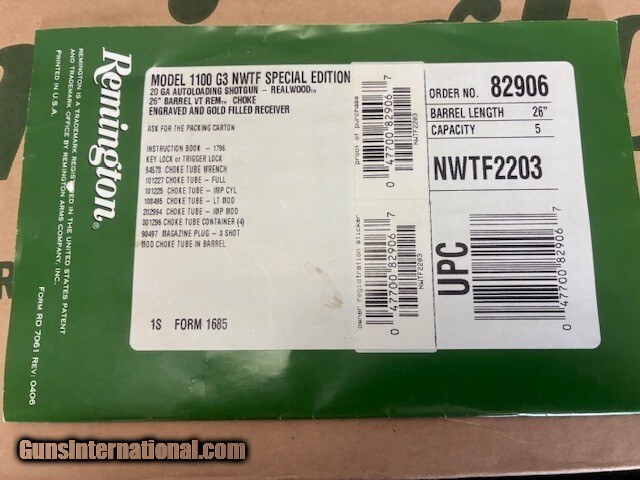 Remington®
REMINGTON IS A TRADEMARK REGISTERED IN THE UNITED STATES PATENT
AND TRADEMARK OFFICE BY REMINGTON ARMS COMPANY, INC.
PRINTED IN U.S.A.
FORM RD 7061 REV: 0406
MODEL 1100 G3 NWTF SPECIAL EDITION
20 GA AUTOLOADING SHOTGUN - REALWOOD™
26" BARREL VT REM™ CHOKE
ENGRAVED AND GOLD FILLED RECEIVER
ASK FOR THE PACKING CARTON
INSTRUCTION BOOK - 1796
KEY LOCK or TRIGGER LOCK
94579 CHOKE TUBE WRENCH
101227 CHOKE TUBE - FULL
101225 CHOKE TUBE - IMP CYL
108495 CHOKE TUBE - LT MOD
202994 CHOKE TUBE - IMP MOD
301296 CHOKE TUBE CONTAINER (4)
90497 MAGAZINE PLUG - 3 SHOT
MOD CHOKE TUBE IN BARREL
1S FORM 1685
proof of purchase
0 47700 82906 7
NWTF2203
owner registration sticker
0 47700 82906 7
NWTF2203
ORDER NO. 82906
BARREL LENGTH 26"
CAPACITY 5
NWTF2203
UPC
0 47700 82906 7
GunsInternational.com